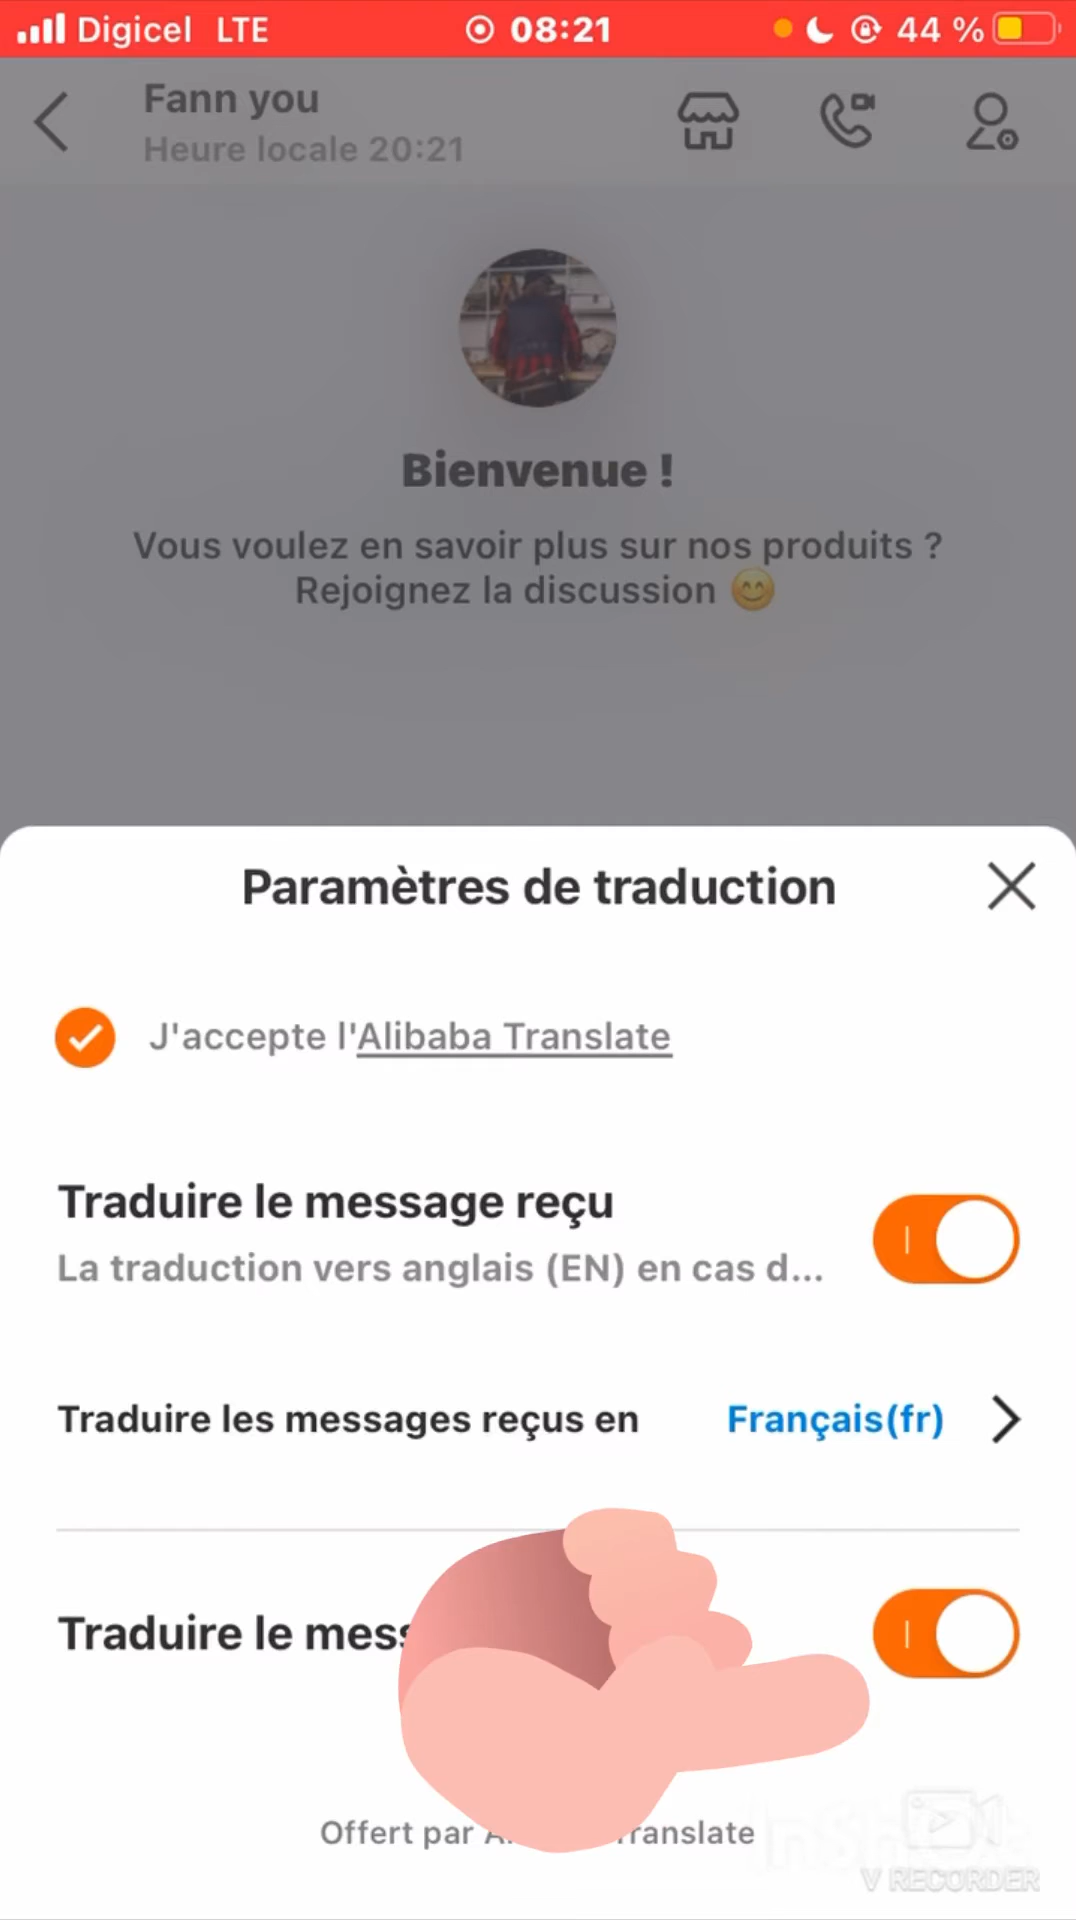 Digicel LTE 08:21 44 %
Fann you
Heure locale 20:21
Bienvenue !
Vous voulez en savoir plus sur nos produits ?
Rejoignez la discussion 😊
Paramètres de traduction
J'accepte l'Alibaba Translate
Traduire le message reçu
La traduction vers anglais (EN) en cas d...
Traduire les messages reçus en Français(fr)
Traduire le mess
Offert par A ranslate
InShot
V RECORDER